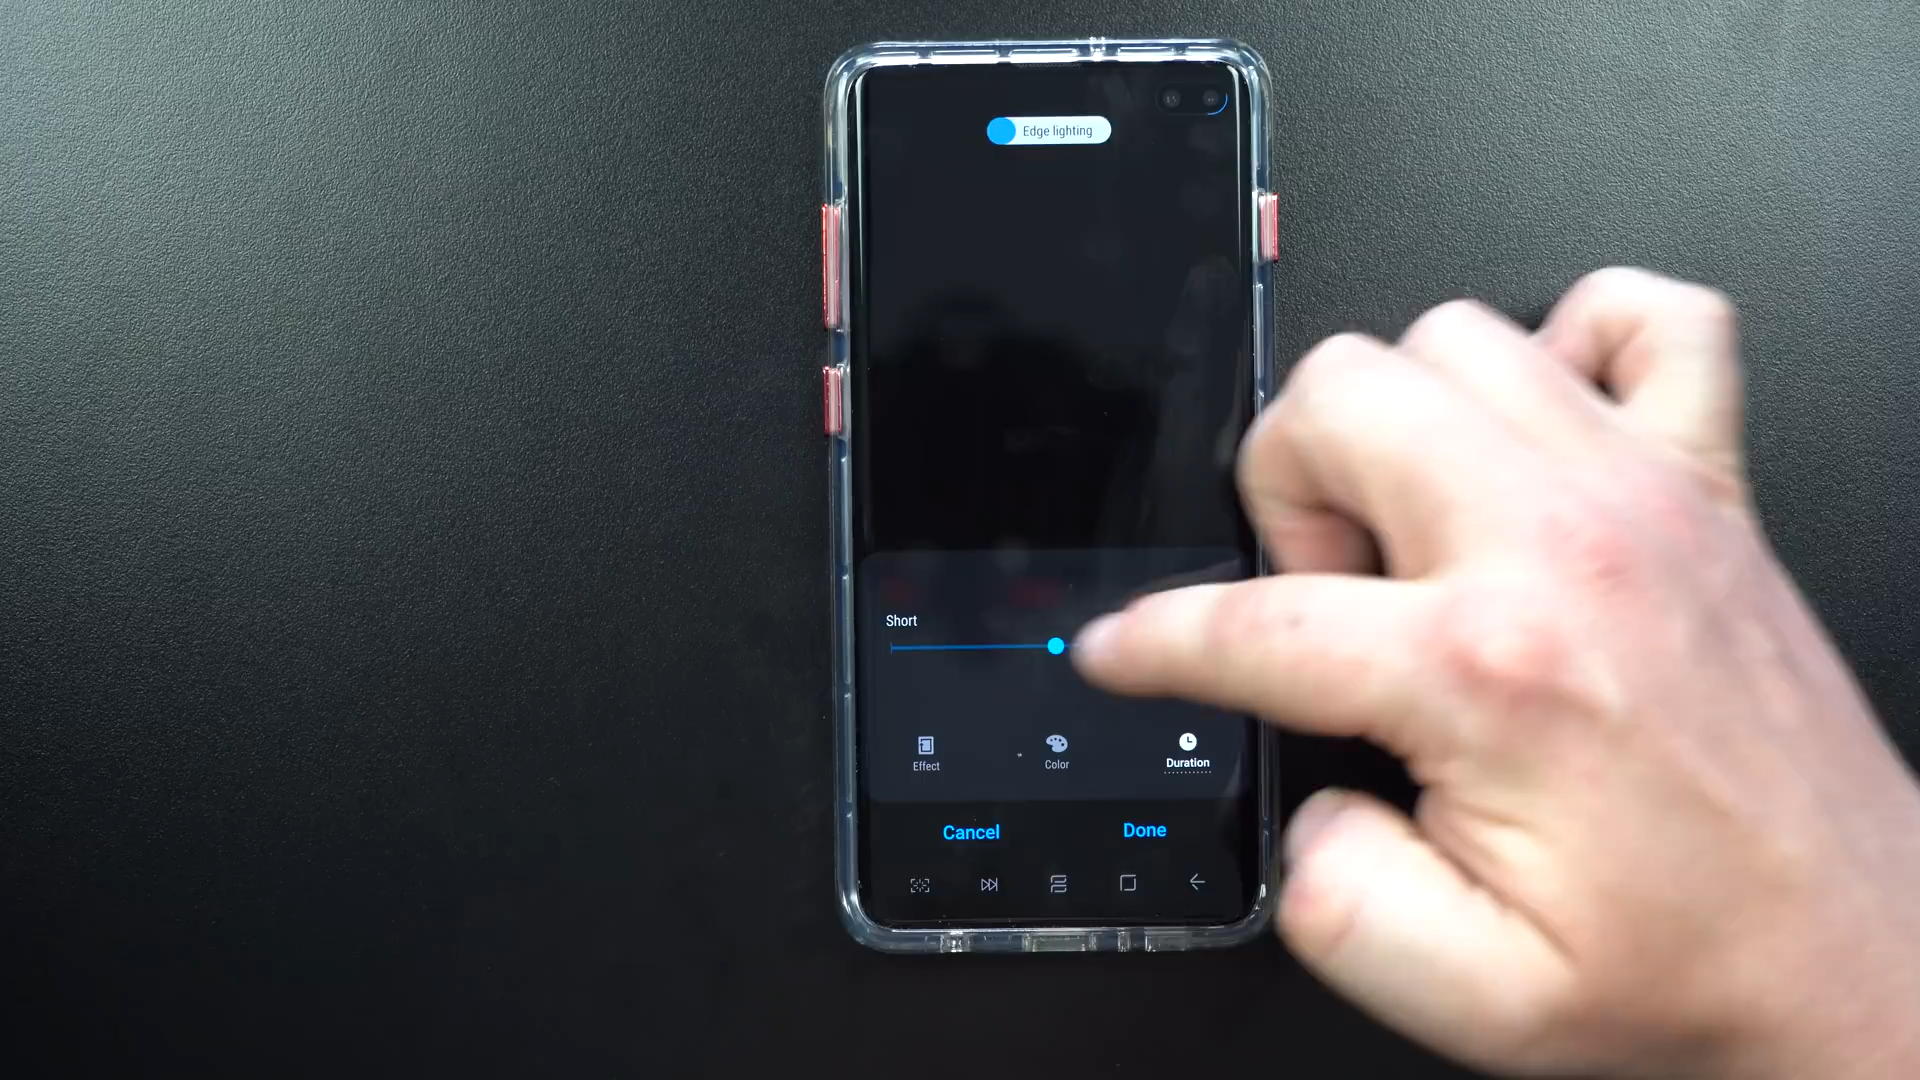 Edge lighting
Short
Effect
Color
Duration
Cancel
Done